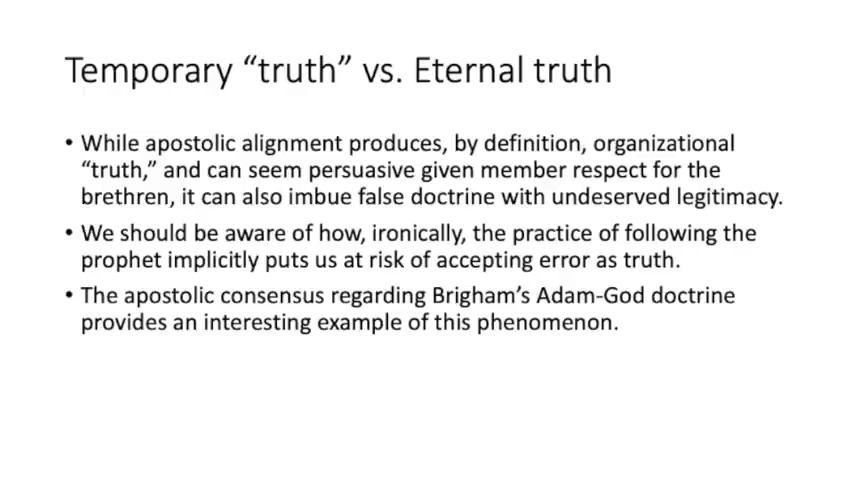 Temporary “truth” vs. Eternal truth
• While apostolic alignment produces, by definition, organizational
“truth,” and can seem persuasive given member respect for the
brethren, it can also imbue false doctrine with undeserved legitimacy.
• We should be aware of how, ironically, the practice of following the
prophet implicitly puts us at risk of accepting error as truth.
• The apostolic consensus regarding Brigham’s Adam-God doctrine
provides an interesting example of this phenomenon.